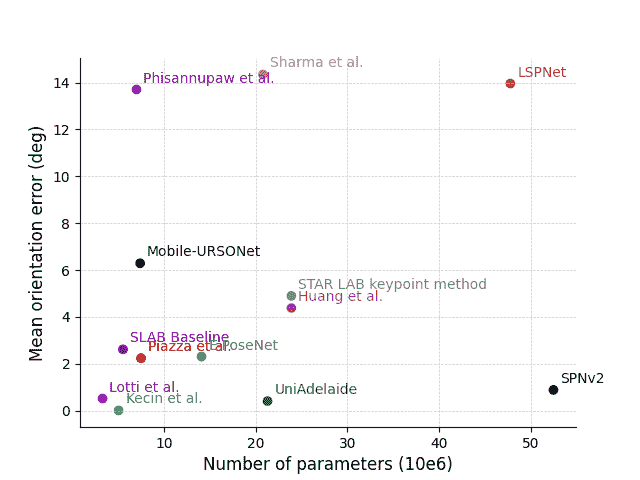 Sharma et al.
LSPNet
Phisannupaw et al.
Mobile-URSONet
STAR LAB keypoint method
Huang et al.
SLAB Baseline
Piazza et al.
E-PoseNet
SPNv2
Lotti et al.
UniAdelaide
Kecin et al.
14
12
10
8
6
4
2
0
Mean orientation error (deg)
10
20
30
40
50
Number of parameters (10e6)